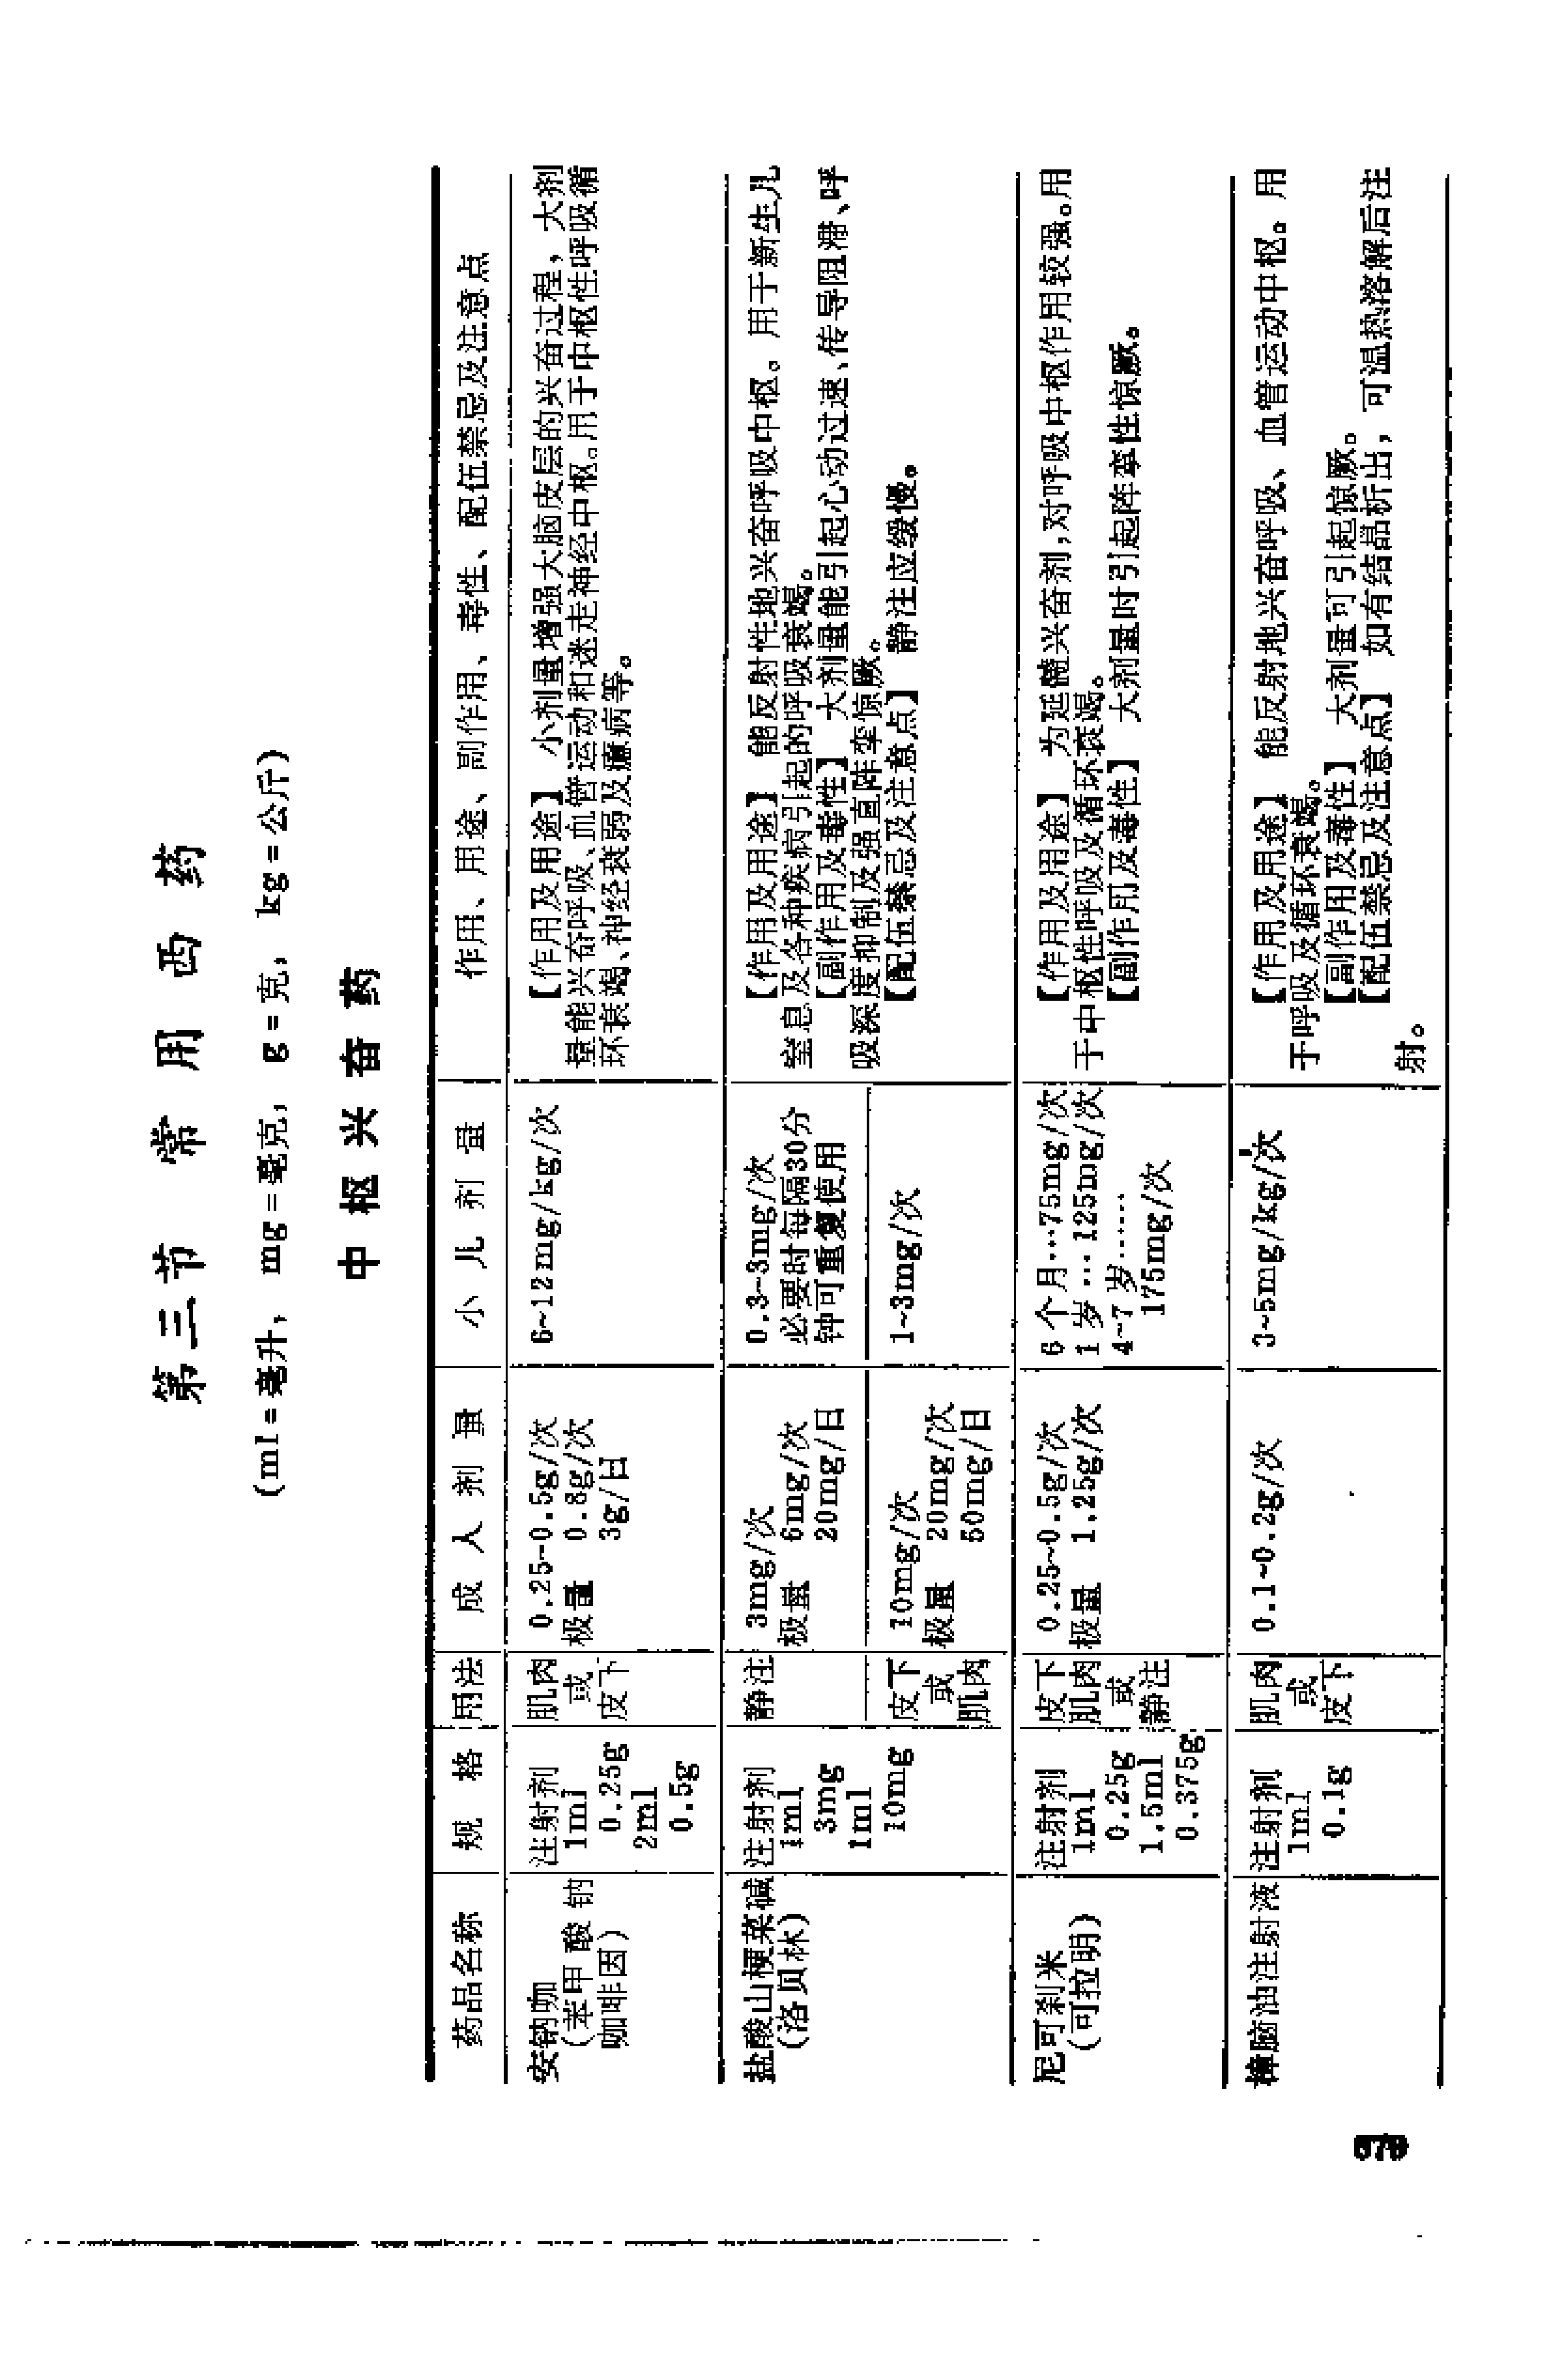 第三节 常用西药
(ml=毫升, mg=毫克, g=克, kg=公斤)
中枢兴奋药
药品名称 规格 用法 成人剂量 小儿剂量 作用、用途、副作用、毒性、配伍禁忌及注意点
安钠咖
(苯甲酸钠
咖啡因)
注射剂
1ml
0.25g
2ml
0.5g
肌肉
或
皮下
0.25~0.5g/次
极量 0.8g/次
3g/日
6~12mg/kg/次
【作用及用途】 小剂量增强大脑皮层的兴奋过程,大剂
量能兴奋呼吸、血管运动和迷走神经中枢。用于中枢性呼吸循
环衰竭、神经衰弱及癔病等。
盐酸山梗菜碱
(洛贝林)
注射剂
1ml
3mg
1ml
10mg
静注
3mg/次
极量 6mg/次
20mg/日
0.3~3mg/次
必要时每隔30分
钟可重复使用
皮下
或
肌肉
10mg/次
极量 20mg/次
50mg/日
1~3mg/次
【作用及用途】 能反射性地兴奋呼吸中枢。用于新生儿
窒息及各种疾病引起的呼吸衰竭。
【副作用及毒性】 大剂量能引起心动过速、传导阻滞、呼
吸深度抑制及强直阵挛惊厥。
【配伍禁忌及注意点】 静注应缓慢。
尼可刹米
(可拉明)
注射剂
1ml
0.25g
1.5ml
0.375g
皮下
肌肉
或
静注
0.25~0.5g/次
极量 1.25g/次
6个月…75mg/次
1岁…125mg/次
4~7岁……
175mg/次
【作用及用途】 为延髓兴奋剂,对呼吸中枢作用较强。用
于中枢性呼吸及循环衰竭。
【副作用及毒性】 大剂量时引起阵挛性惊厥。
樟脑油注射液
注射剂
1ml
0.1g
肌肉
或
皮下
0.1~0.2g/次
3~5mg/kg/次
【作用及用途】 能反射地兴奋呼吸、血管运动中枢。用
于呼吸及循环衰竭。
【副作用及毒性】 大剂量可引起惊厥。
【配伍禁忌及注意点】 如有结晶析出,可温热溶解后注
射。